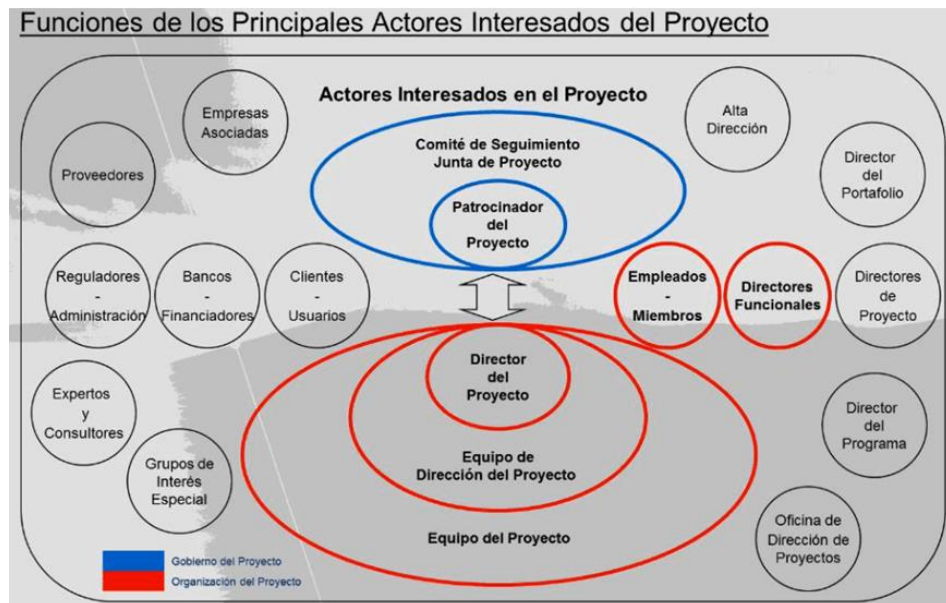 Funciones de los Principales Actores Interesados del Proyecto
Actores Interesados en el Proyecto
Empresas
Asociadas
Alta
Dirección
Comité de Seguimiento
Junta de Proyecto
Proveedores
Director
del
Portafolio
Patrocinador
del
Proyecto
Reguladores
-
Administración
Bancos
-
Financiadores
Clientes
-
Usuarios
Empleados
-
Miembros
Directores
Funcionales
Directores
de
Proyecto
Director
del
Proyecto
Expertos
y
Consultores
Director
del
Programa
Equipo de
Dirección del Proyecto
Grupos de
Interés
Especial
Equipo del Proyecto
Oficina de
Dirección de
Proyectos
Gobierno del Proyecto
Organización del Proyecto